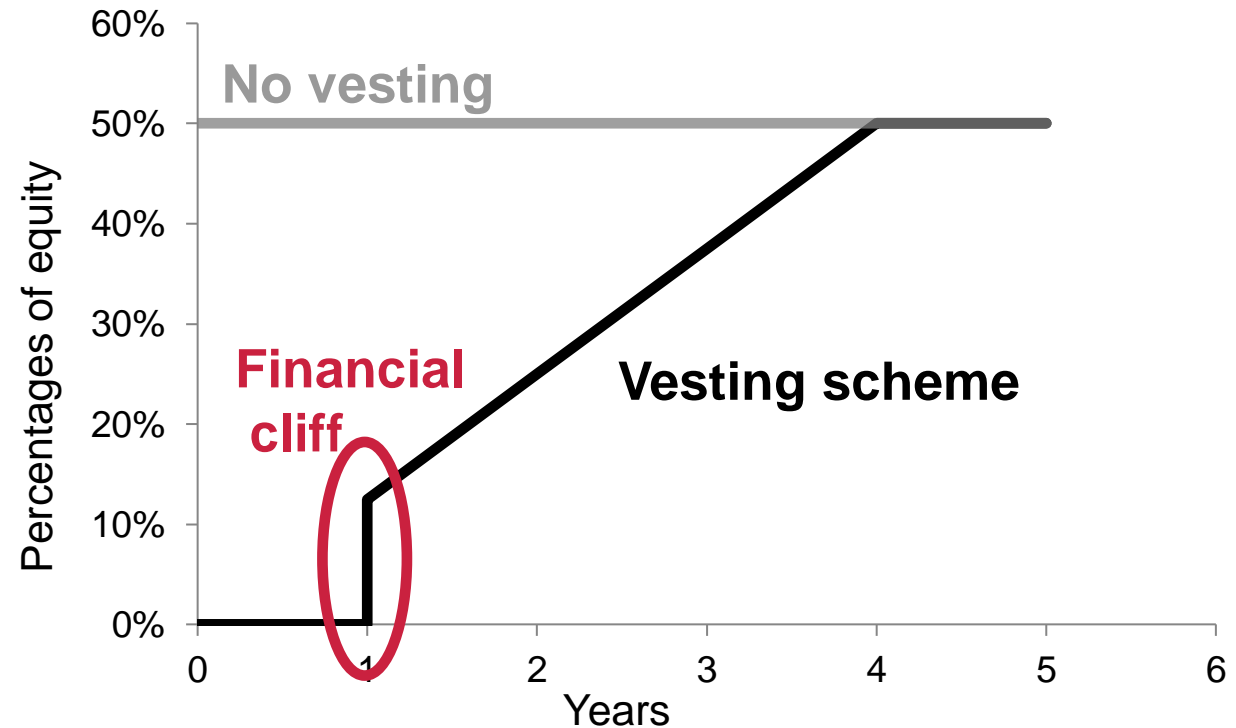 60%
No vesting
50%
40%
30%
20%
10%
0%
Percentages of equity
Financial
cliff
Vesting scheme
0 1 2 3 4 5 6
Years